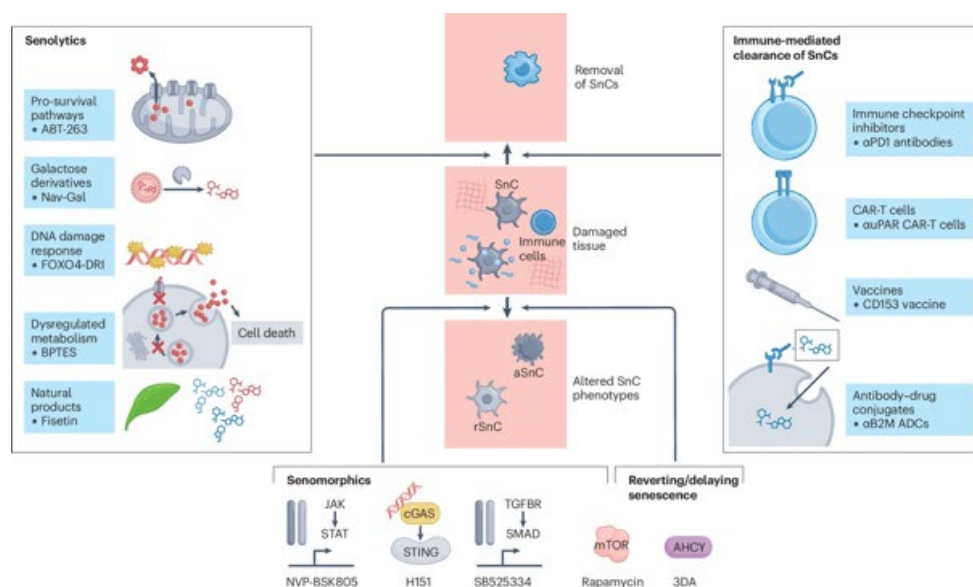 Senolytics
Pro-survival
pathways
• ABT-263
Galactose
derivatives
• Nav-Gal
DNA damage
response
• FOXO4-DRI
Dysregulated
metabolism
• BPTES
Cell death
Natural
products
• Fisetin
Removal
of SnCs
SnC
Immune
cells
Damaged
tissue
aSnC
rSnC
Altered SnC
phenotypes
Immune-mediated
clearance of SnCs
Immune checkpoint
inhibitors
• αPD1 antibodies
CAR-T cells
• αuPAR CAR-T cells
Vaccines
• CD153 vaccine
Antibody–drug
conjugates
• αB2M ADCs
Senomorphics
JAK
STAT
NVP-BSK805
cGAS
STING
H151
TGFBR
SMAD
SB525334
Reverting/delaying
senescence
mTOR
Rapamycin
AHCY
3DA